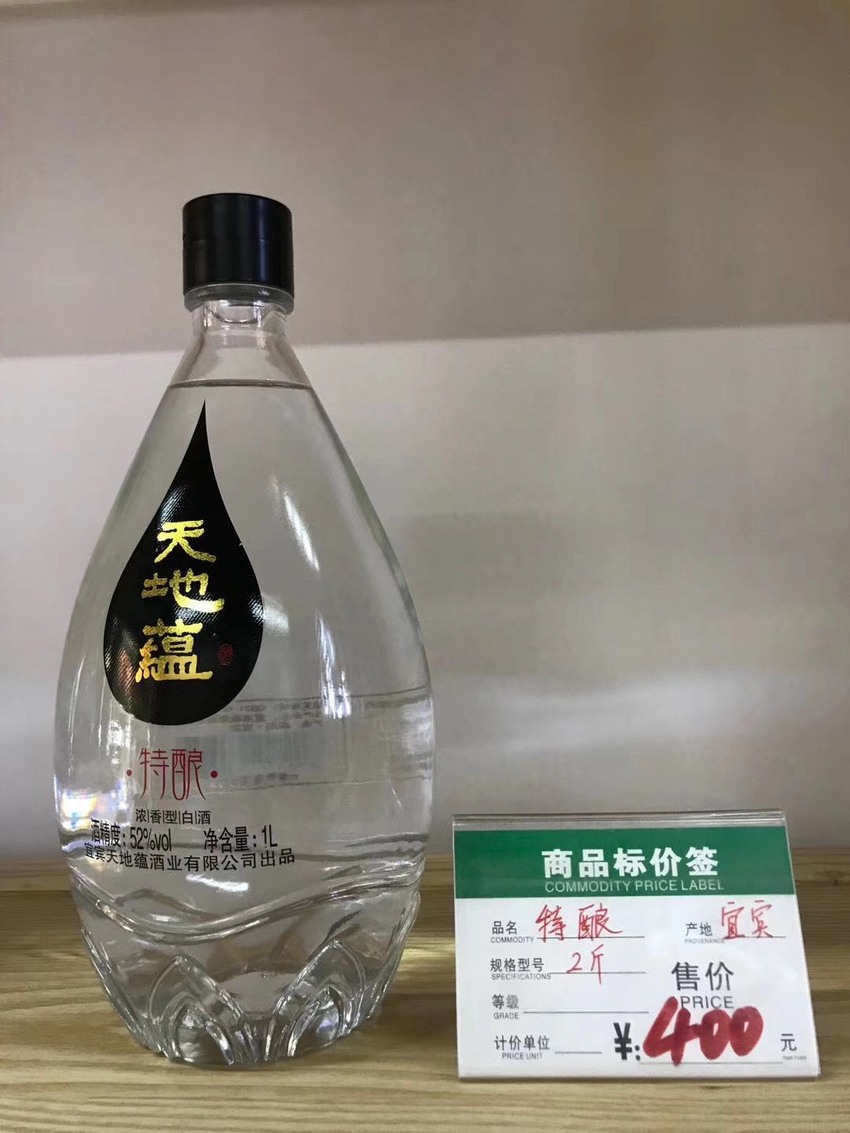 天地蕴
·特酿·
浓|香|型|白|酒
酒精度:52%vol 净含量:1L
宜宾天地蕴酒业有限公司出品
商品标价签
COMMODITY PRICE LABEL
品名 特酿 产地 宜宾
COMMODITY PROVENANCE
规格型号 2斤
SPECIFICATIONS
售价
PRICE
等级
GRADE
计价单位 ¥:400元
PRICE UNIT